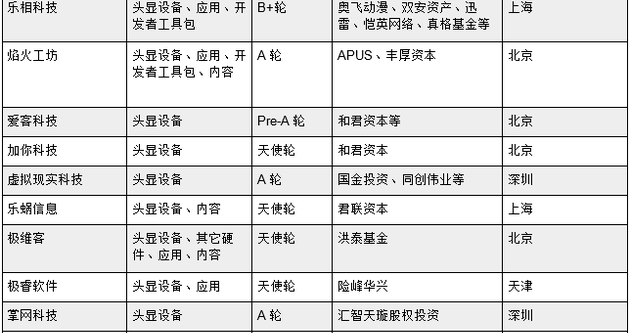 乐相科技 头显设备、应用、开发者工具包 B+轮 奥飞动漫、双安资产、迅雷、恺英网络、真格基金等 上海
焰火工坊 头显设备、应用、开发者工具包、内容 A 轮 APUS、丰厚资本 北京
爱客科技 头显设备 Pre-A 轮 和君资本等 北京
加你科技 头显设备 天使轮 和君资本 北京
虚拟现实科技 头显设备 A 轮 国金投资、同创伟业等 深圳
乐蜗信息 头显设备、内容 天使轮 君联资本 上海
极维客 头显设备、其它硬件、应用、内容 天使轮 洪泰基金 北京
极睿软件 头显设备、应用 天使轮 险峰华兴 天津
掌网科技 头显设备 A 轮 汇智天璇股权投资 深圳